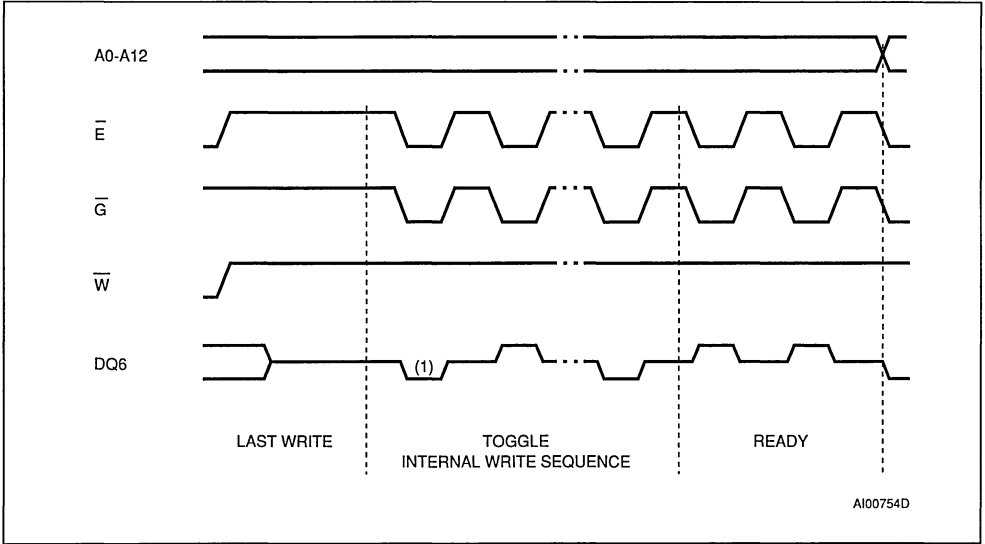 A0-A12
E̅
G̅
W̅
DQ6
(1)
LAST WRITE
TOGGLE
INTERNAL WRITE SEQUENCE
READY
AI00754D